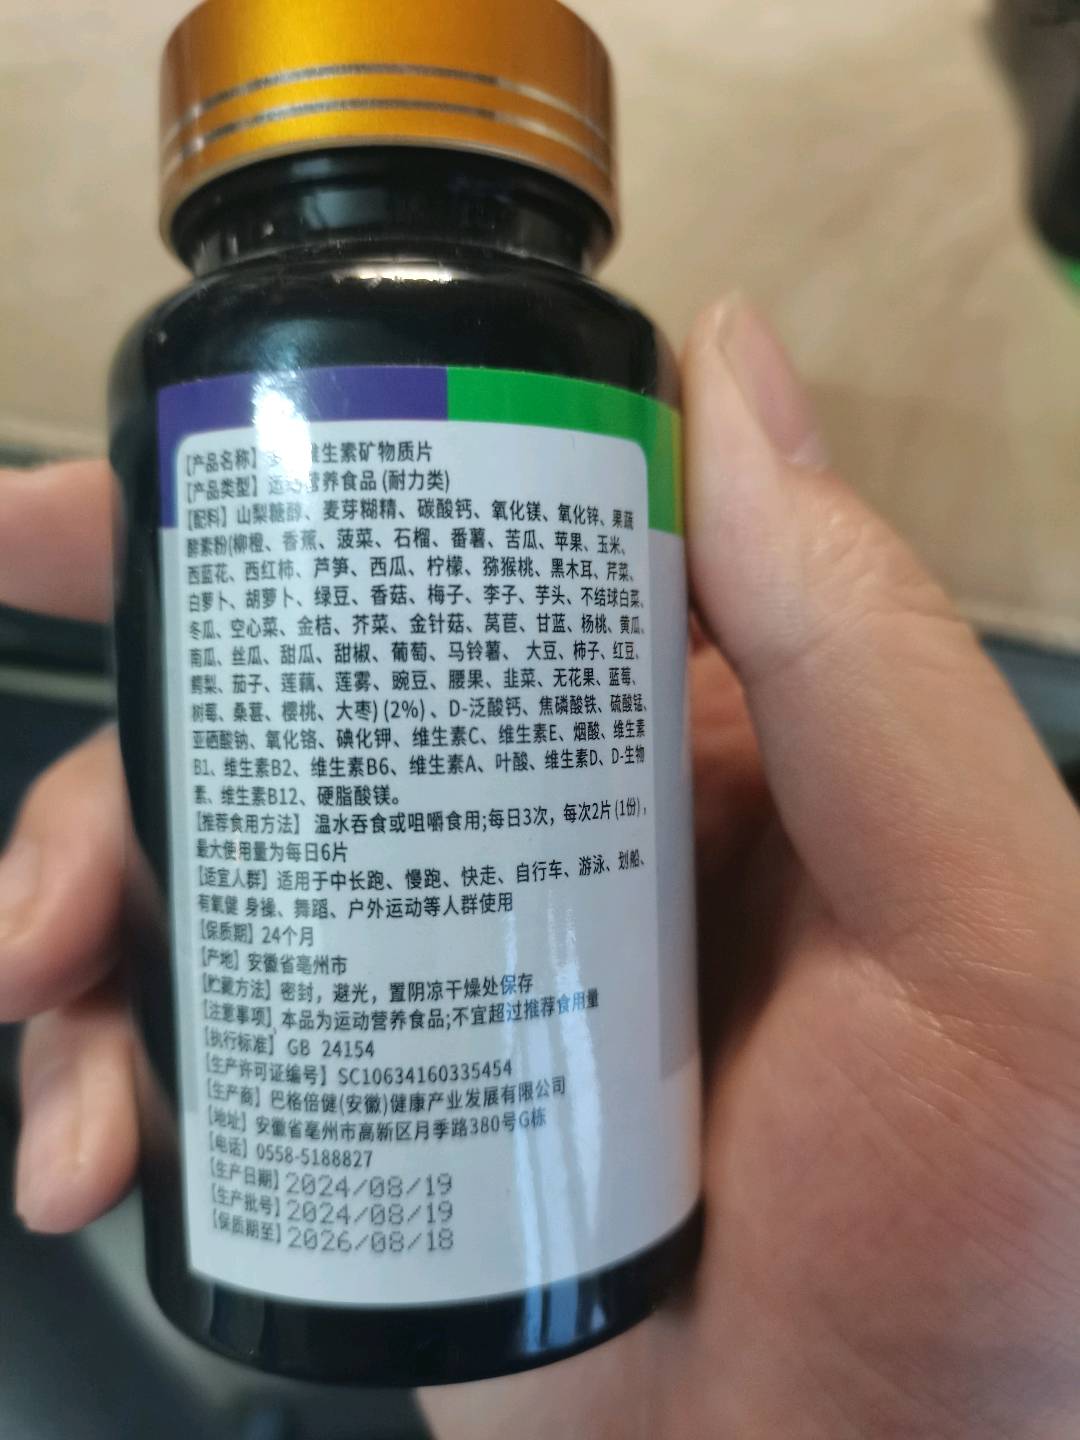 【产品名称】多种维生素矿物质片
【产品类型】运动营养食品(耐力类)
【配料】山梨糖醇、麦芽糊精、碳酸钙、氧化镁、氧化锌、果蔬
酵素粉(柳橙、香蕉、菠菜、石榴、番薯、苦瓜、苹果、玉米、
西蓝花、西红柿、芦笋、西瓜、柠檬、猕猴桃、黑木耳、芹菜、
白萝卜、胡萝卜、绿豆、香菇、梅子、李子、芋头、不结球白菜、
冬瓜、空心菜、金桔、芥菜、金针菇、莴苣、甘蓝、杨桃、黄瓜、
南瓜、丝瓜、甜瓜、甜椒、葡萄、马铃薯、 大豆、柿子、红豆、
鳄梨、茄子、莲藕、莲雾、豌豆、腰果、韭菜、无花果、蓝莓、
树莓、桑葚、樱桃、大枣) (2%) 、D-泛酸钙、焦磷酸铁、硫酸锰、
亚硒酸钠、氧化铬、碘化钾、维生素C、维生素E、烟酸、维生素
B1、维生素B2、维生素B6、维生素A、叶酸、维生素D、D-生物
素、维生素B12、硬脂酸镁。
【推荐食用方法】 温水吞食或咀嚼食用;每日3次，每次2片(1份)，
最大使用量为每日6片
【适宜人群】适用于中长跑、慢跑、快走、自行车、游泳、划船、
有氧健 身操、舞蹈、户外运动等人群使用
【保质期】24个月
【产地】安徽省亳州市
【贮藏方法】密封，避光，置阴凉干燥处保存
【注意事项】本品为运动营养食品;不宜超过推荐食用量
【执行标准】 GB 24154
【生产许可证编号】SC10634160335454
【生产商】巴格倍健(安徽)健康产业发展有限公司
【地址】安徽省亳州市高新区月季路380号G栋
【电话】0558-5188827
【生产日期】2024/08/19
【生产批号】2024/08/19
【保质期至】2026/08/18